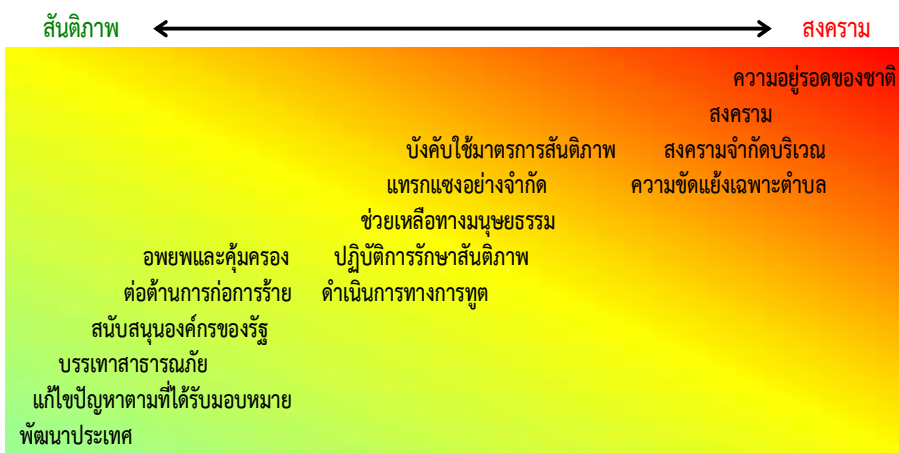 สันติภาพ สงคราม
ความอยู่รอดของชาติ
สงคราม
บังคับใช้มาตรการสันติภาพ สงครามจำกัดบริเวณ
แทรกแซงอย่างจำกัด ความขัดแย้งเฉพาะตำบล
ช่วยเหลือทางมนุษยธรรม
อพยพและคุ้มครอง ปฏิบัติการรักษาสันติภาพ
ต่อต้านการก่อการร้าย ดำเนินการทางการทูต
สนับสนุนองค์กรของรัฐ
บรรเทาสาธารณภัย
แก้ไขปัญหาตามที่ได้รับมอบหมาย
พัฒนาประเทศ